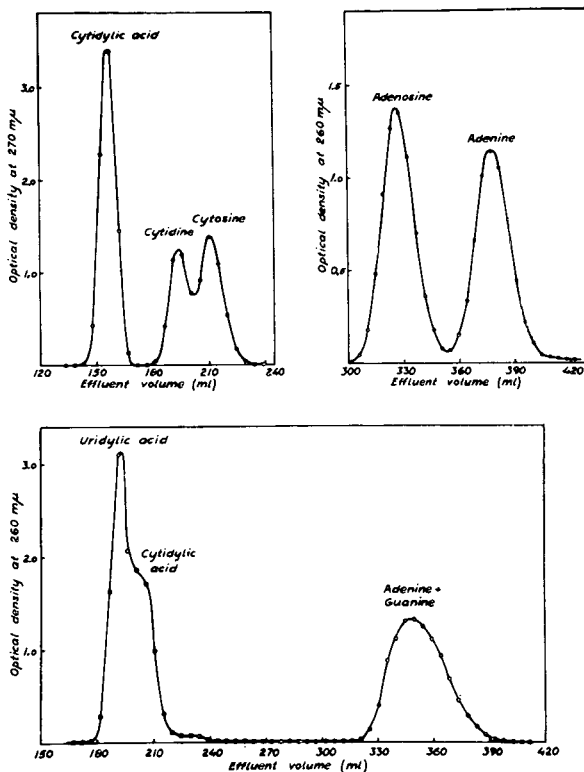 Cytidylic acid
3.0
2.0
1.0
Optical density at 270 mμ
Cytidine
Cytosine
120 150 180 210 240
Effluent volume (ml)
1.5
1.0
0.5
Optical density at 260 mμ
Adenosine
Adenine
300 330 360 390 420
Effluent volume (ml)
Uridylic acid
3.0
2.0
1.0
Optical density at 260 mμ
Cytidylic
acid
Adenine +
Guanine
150 180 210 240 270 300 330 360 390 420
Effluent volume (ml)